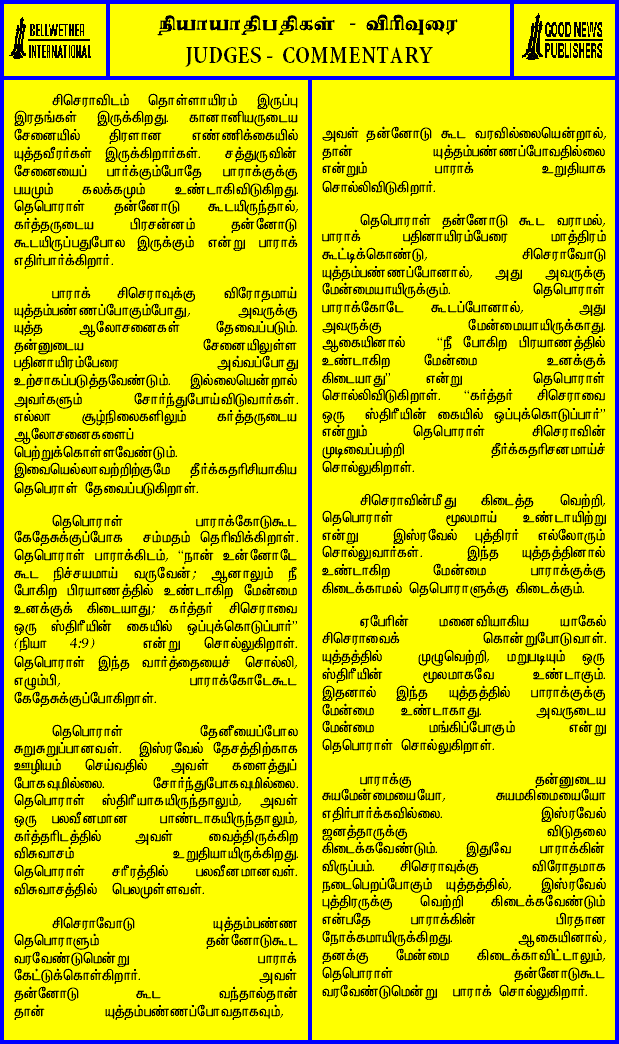 BELLWETHER
INTERNATIONAL
நியாயாதிபதிகள் - விரிவுரை
JUDGES - COMMENTARY
GOOD NEWS
PUBLISHERS
சிசெராவிடம் தொள்ளாயிரம் இருப்பு
இரதங்கள் இருக்கிறது. கானானியருடைய
சேனையில் திரளான எண்ணிக்கையில்
யுத்தவீரர்கள் இருக்கிறார்கள். சத்துருவின்
சேனையைப் பார்க்கும்போதே பாராக்குக்கு
பயமும் கலக்கமும் உண்டாகிவிடுகிறது.
தெபொராள் தன்னோடு கூடயிருந்தால்,
கர்த்தருடைய பிரசன்னம் தன்னோடு
கூடயிருப்பதுபோல இருக்கும் என்று பாராக்
எதிர்பார்க்கிறார்.
பாராக் சிசெராவுக்கு விரோதமாய்
யுத்தம்பண்ணப்போகும்போது, அவருக்கு
யுத்த ஆலோசனைகள் தேவைப்படும்.
தன்னுடைய சேனையிலுள்ள
பதினாயிரம்பேரை அவ்வப்போது
உற்சாகப்படுத்தவேண்டும். இல்லையென்றால்
அவர்களும் சோர்ந்துபோய்விடுவார்கள்.
எல்லா சூழ்நிலைகளிலும் கர்த்தருடைய
ஆலோசனைகளைப்
பெற்றுக்கொள்ளவேண்டும்.
இவையெல்லாவற்றிற்குமே தீர்க்கதரிசியாகிய
தெபெராள் தேவைப்படுகிறாள்.
தெபொராள் பாராக்கோடுகூட
கேதேசுக்குப்போக சம்மதம் தெரிவிக்கிறாள்.
தெபொராள் பாராக்கிடம், “நான் உன்னோடே
கூட நிச்சயமாய் வருவேன்; ஆனாலும் நீ
போகிற பிரயாணத்தில் உண்டாகிற மேன்மை
உனக்குக் கிடையாது; கர்த்தர் சிசெராவை
ஒரு ஸ்திரீயின் கையில் ஒப்புக்கொடுப்பார்”
(நியா 4:9) என்று சொல்லுகிறாள்.
தெபொராள் இந்த வார்த்தையைச் சொல்லி,
எழும்பி, பாராக்கோடேகூட
கேதேசுக்குப்போகிறாள்.
தெபொராள் தேனீயைப்போல
சுறுசுறுப்பானவள். இஸ்ரவேல் தேசத்திற்காக
ஊழியம் செய்வதில் அவள் களைத்துப்
போகவுமில்லை. சோர்ந்துபோகவுமில்லை.
தெபொராள் ஸ்திரீயாகயிருந்தாலும், அவள்
ஒரு பலவீனமான பாண்டாகயிருந்தாலும்,
கர்த்தரிடத்தில் அவள் வைத்திருக்கிற
விசுவாசம் உறுதியாயிருக்கிறது.
தெபொராள் சரீரத்தில் பலவீனமானவள்.
விசுவாசத்தில் பெலமுள்ளவள்.
சிசெராவோடு யுத்தம்பண்ண
தெபொராளும் தன்னோடுகூட
வரவேண்டுமென்று பாராக்
கேட்டுக்கொள்கிறார். அவள்
தன்னோடு கூட வந்தால்தான்
தான் யுத்தம்பண்ணப்போவதாகவும்,
அவள் தன்னோடு கூட வரவில்லையென்றால்,
தான் யுத்தம்பண்ணப்போவதில்லை
என்றும் பாராக் உறுதியாக
சொல்லிவிடுகிறார்.
தெபொராள் தன்னோடு கூட வராமல்,
பாராக் பதினாயிரம்பேரை மாத்திரம்
கூட்டிக்கொண்டு, சிசெராவோடு
யுத்தம்பண்ணப்போனால், அது அவருக்கு
மேன்மையாயிருக்கும். தெபொராள்
பாராக்கோடே கூடப்போனால், அது
அவருக்கு மேன்மையாயிருக்காது.
ஆகையினால் “நீ போகிற பிரயாணத்தில்
உண்டாகிற மேன்மை உனக்குக்
கிடையாது” என்று தெபொராள்
சொல்லிவிடுகிறாள். “கர்த்தர் சிசெராவை
ஒரு ஸ்திரீயின் கையில் ஒப்புக்கொடுப்பார்”
என்றும் தெபொராள் சிசெராவின்
முடிவைப்பற்றி தீர்க்கதரிசனமாய்ச்
சொல்லுகிறாள்.
சிசெராவின்மீது கிடைத்த வெற்றி,
தெபொராள் மூலமாய் உண்டாயிற்று
என்று இஸ்ரவேல் புத்திரர் எல்லோரும்
சொல்லுவார்கள். இந்த யுத்தத்தினால்
உண்டாகிற மேன்மை பாராக்குக்கு
கிடைக்காமல் தெபொராளுக்கு கிடைக்கும்.
ஏபேரின் மனைவியாகிய யாகேல்
சிசெராவைக் கொன்றுபோடுவாள்.
யுத்தத்தில் முழுவெற்றி, மறுபடியும் ஒரு
ஸ்திரீயின் மூலமாகவே உண்டாகும்.
இதனால் இந்த யுத்தத்தில் பாராக்குக்கு
மேன்மை உண்டாகாது. அவருடைய
மேன்மை மங்கிப்போகும் என்று
தெபொராள் சொல்லுகிறாள்.
பாராக்கு தன்னுடைய
சுயமேன்மையையோ, சுயமகிமையையோ
எதிர்பார்க்கவில்லை. இஸ்ரவேல்
ஜனத்தாருக்கு விடுதலை
கிடைக்கவேண்டும். இதுவே பாராக்கின்
விருப்பம். சிசெராவுக்கு விரோதமாக
நடைபெறப்போகும் யுத்தத்தில், இஸ்ரவேல்
புத்திரருக்கு வெற்றி கிடைக்கவேண்டும்
என்பதே பாராக்கின் பிரதான
நோக்கமாயிருக்கிறது. ஆகையினால்,
தனக்கு மேன்மை கிடைக்காவிட்டாலும்,
தெபொராள் தன்னோடுகூட
வரவேண்டுமென்று பாராக் சொல்லுகிறார்.